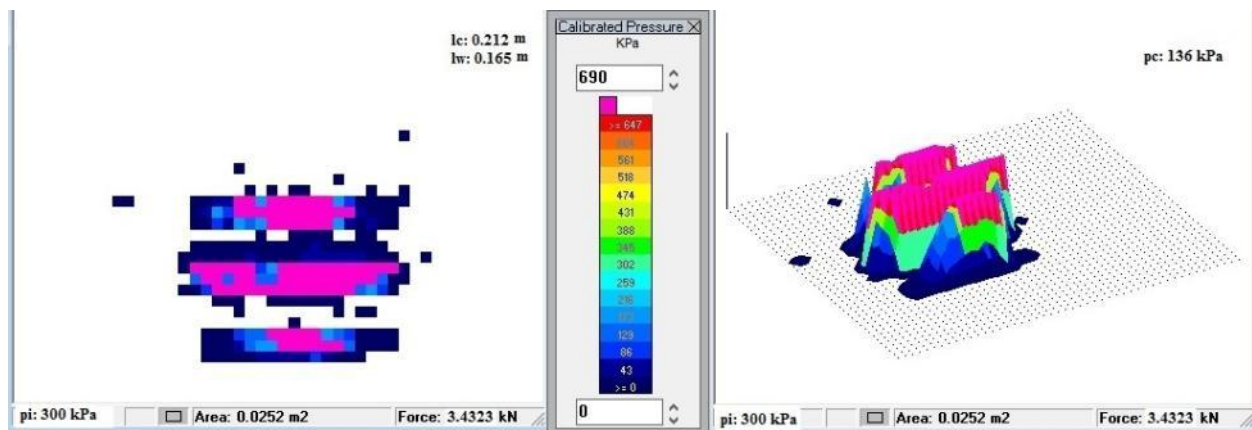 lc: 0.212 m
lw: 0.165 m
pi: 300 kPa
Area: 0.0252 m2
Force: 3.4323 kN
Calibrated Pressure
KPa
690
>= 647
561
518
474
431
388
345
302
259
216
129
86
43
>= 0
0
pc: 136 kPa
pi: 300 kPa
Area: 0.0252 m2
Force: 3.4323 kN